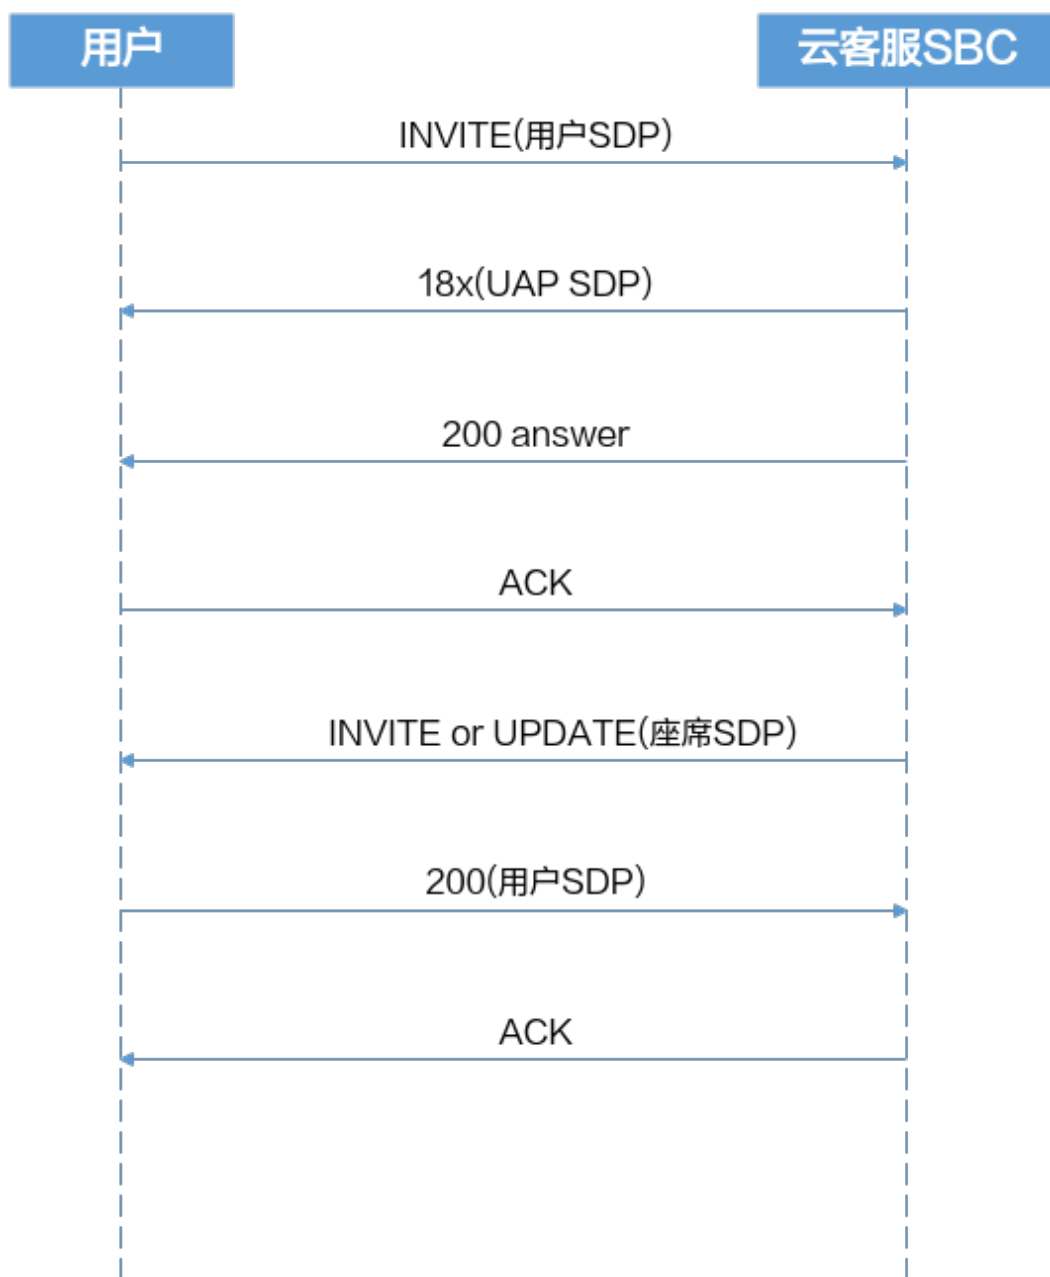 用户
云客服SBC
INVITE(用户SDP)
18x(UAP SDP)
200 answer
ACK
INVITE or UPDATE(座席SDP)
200(用户SDP)
ACK